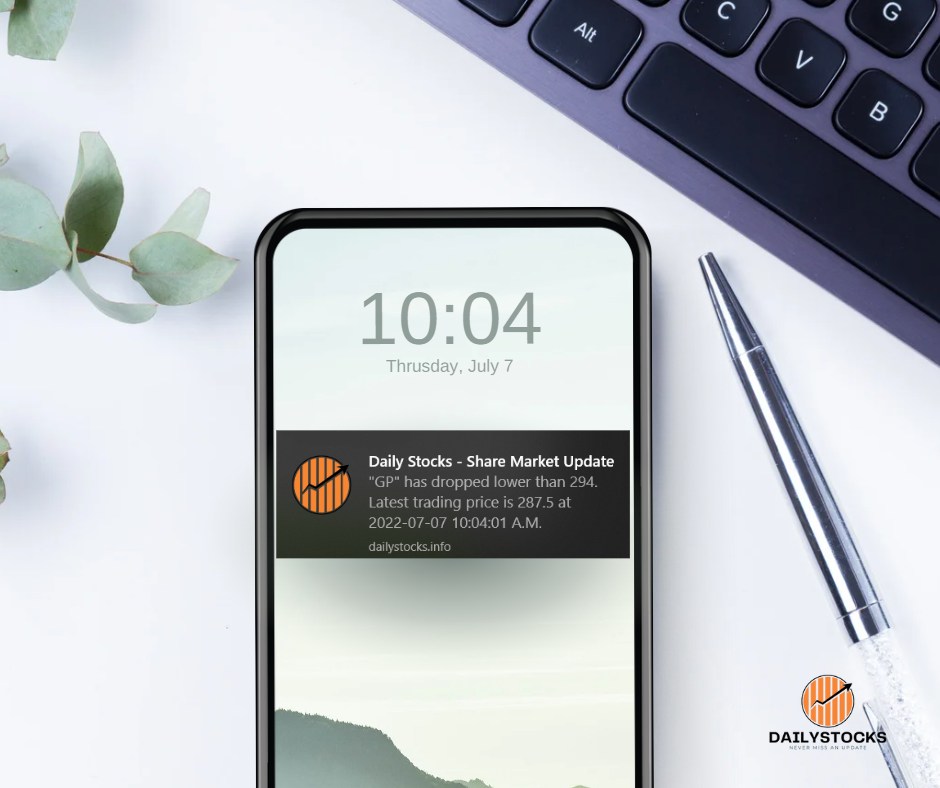 C
G
Alt
V
B
10:04
Thrusday, July 7
Daily Stocks - Share Market Update
"GP" has dropped lower than 294.
Latest trading price is 287.5 at
2022-07-07 10:04:01 A.M.
dailystocks.info
DAILYSTOCKS
NEVER MISS AN UPDATE